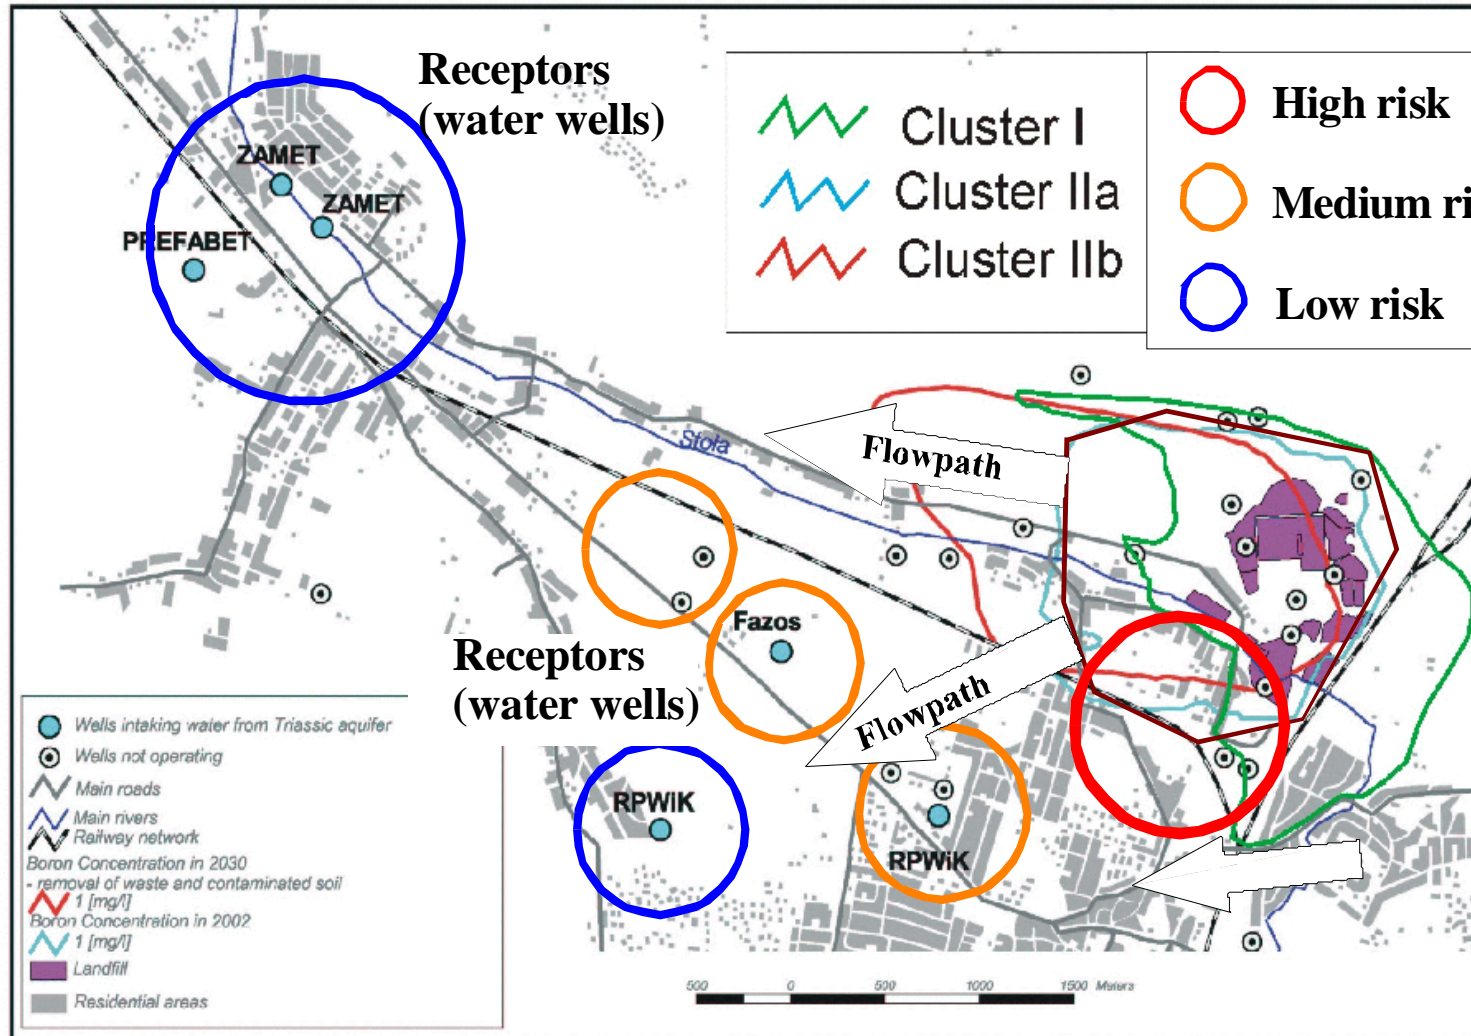 Receptors
(water wells)
ZAMET
ZAMET
PREFABET
Cluster I
Cluster IIa
Cluster IIb
High risk
Medium ri
Low risk
Stoła
Flowpath
Fazos
Receptors
(water wells)
Flowpath
RPWiK
RPWiK
Wells intaking water from Triassic aquifer
Wells not operating
Main roads
Main rivers
Railway network
Boron Concentration in 2030
- removal of waste and contaminated soil
1 [mg/l]
Boron Concentration in 2002
1 [mg/l]
Landfill
Residential areas
500 0 500 1000 1500 Meters